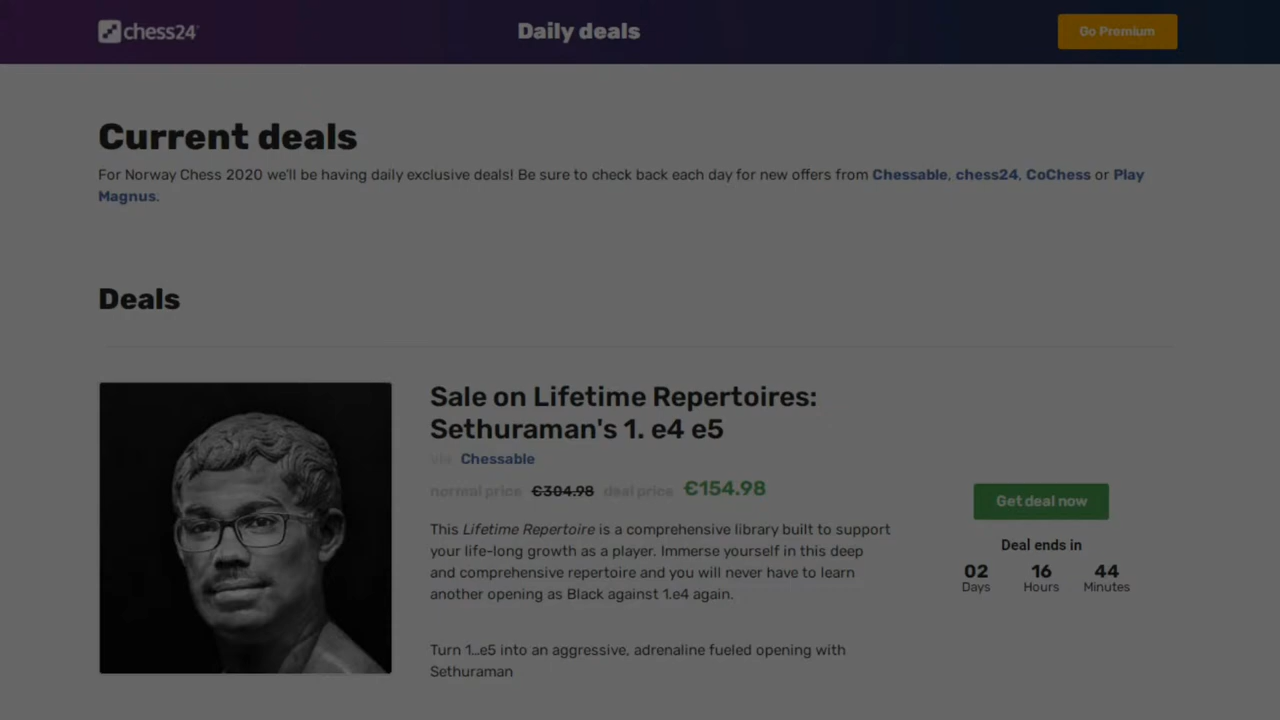 chess24
Daily deals
Go Premium
Current deals
For Norway Chess 2020 we'll be having daily exclusive deals! Be sure to check back each day for new offers from Chessable, chess24, CoChess or Play
Magnus.
Deals
Sale on Lifetime Repertoires:
Sethuraman's 1. e4 e5
via Chessable
normal price €304.98 deal price €154.98
This Lifetime Repertoire is a comprehensive library built to support
your life-long growth as a player. Immerse yourself in this deep
and comprehensive repertoire and you will never have to learn
another opening as Black against 1.e4 again.
Turn 1...e5 into an aggressive, adrenaline fueled opening with
Sethuraman
Get deal now
Deal ends in
02 16 44
Days Hours Minutes